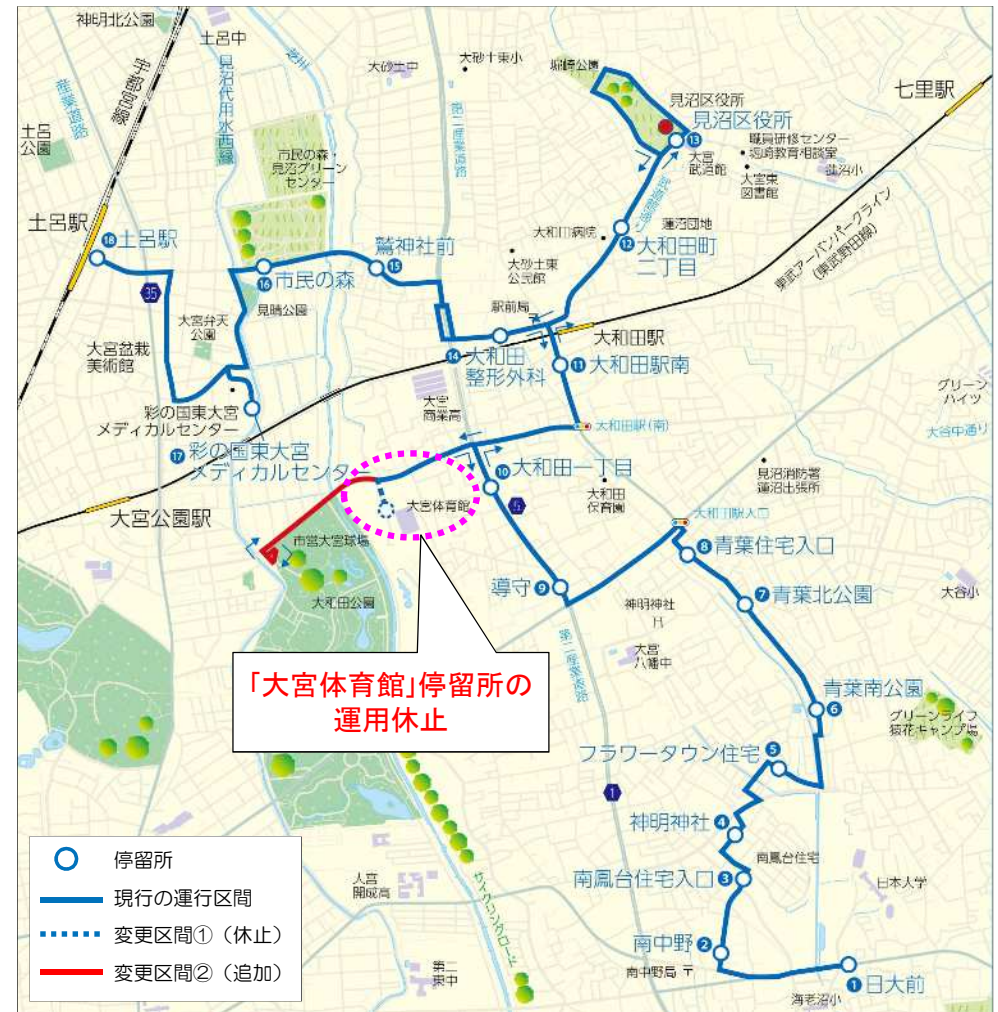 神明北公園
土呂中
見沼代用水西縁
芝川
宇都宮線
産業道路
土呂
公園
市民の森・
見沼グリーン
センター
大砂土中
大砂土東小
第二産業道路
堀崎公園
見沼区役所
見沼区役所
⑬
大宮
武道館
職員研修センター
堀崎教育相談室
大宮東
図書館
蓮沼小
七里駅
東武アーバンパークライン
(東武野田線)
土呂駅
⑱土呂駅
35
大宮弁天
公園
見晴公園
⑯市民の森
鷲神社前
⑮
大和田病院
蓮沼団地
⑫大和田町
二丁目
大砂土東
公民館
駅前局
大和田駅
⑭大和田
整形外科
⑪大和田駅南
大宮盆栽
美術館
彩の国東大宮
メディカルセンター
⑰彩の国東大宮
メディカルセンター
大宮
商業高
大和田駅(南)
グリーン
ハイツ
大谷中通り
大宮公園駅
⑩大和田一丁目
大宮体育館
5
大和田
保育園
見沼消防署
蓮沼出張所
大和田駅入口
⑧青葉住宅入口
市営大宮球場
大和田公園
導守⑨
神明神社
⑦青葉北公園
大谷小
第二産業道路
大宮
八幡中
「大宮体育館」停留所の
運用休止
青葉南公園
⑥
グリーンライフ
猿花キャンプ場
フラワータウン住宅⑤
1
神明神社④
南鳳台住宅
南鳳台住宅入口③
日本大学
大宮
開成高
サイクリングロード
南中野②
南中野局〒
①日大前
海老沼小
第二
東中
停留所
現行の運行区間
変更区間①（休止）
変更区間②（追加）